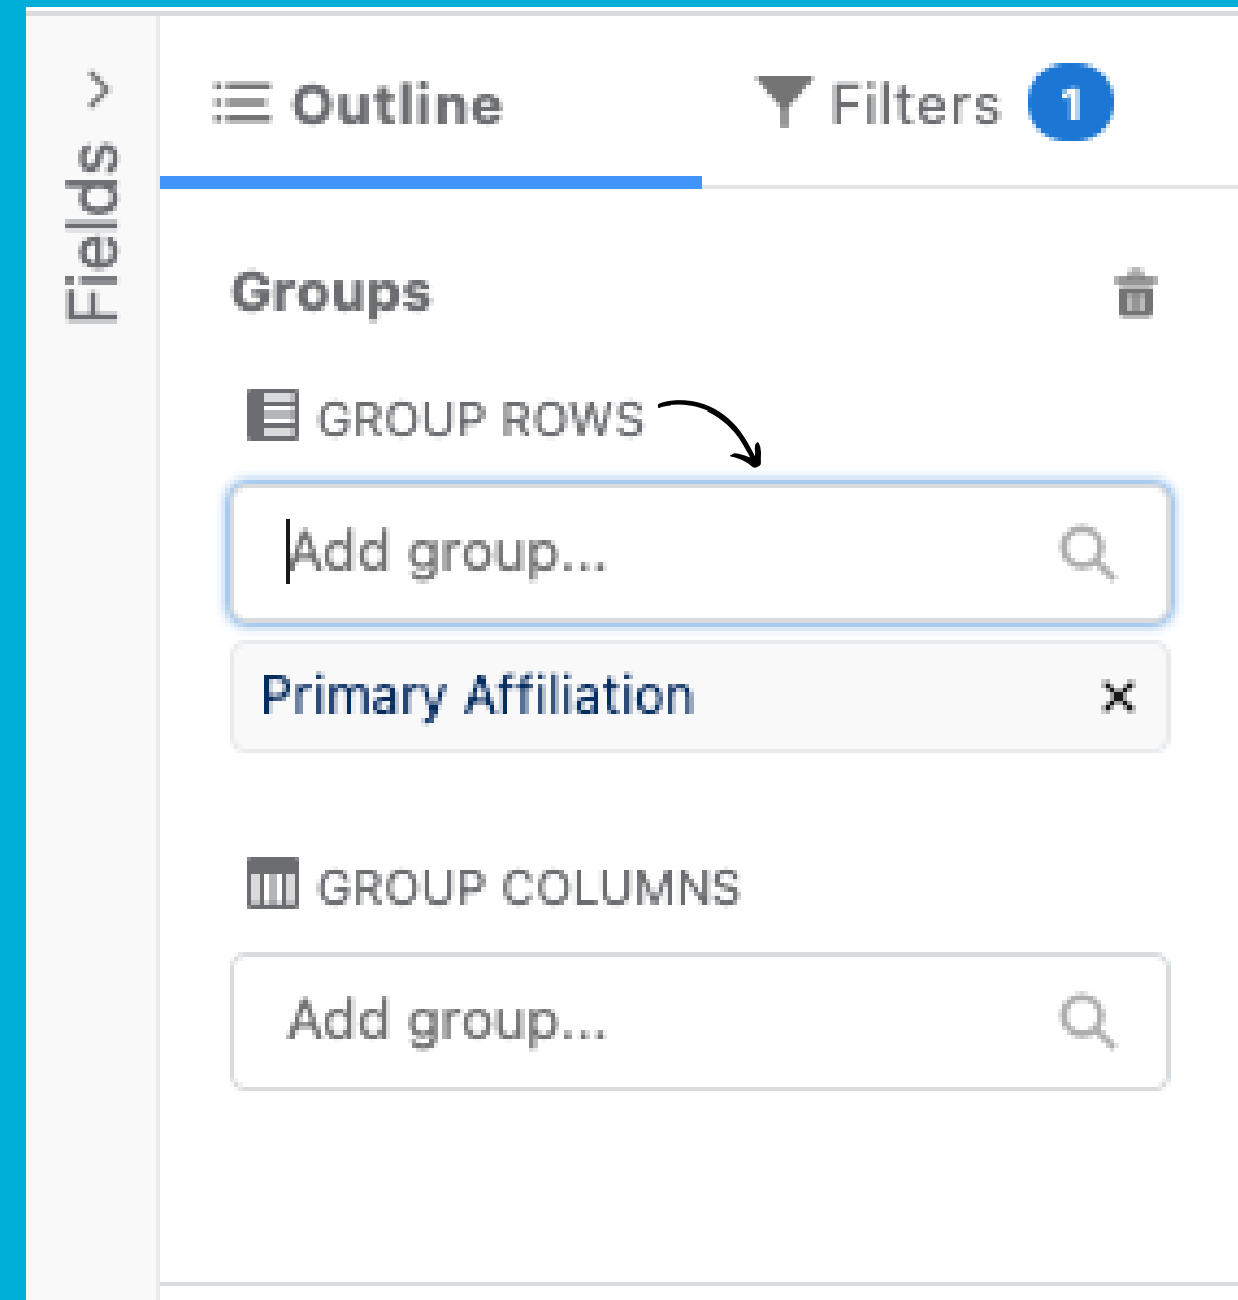 Fields
Outline
Filters 1
Groups
GROUP ROWS
Add group...
Primary Affiliation
GROUP COLUMNS
Add group...